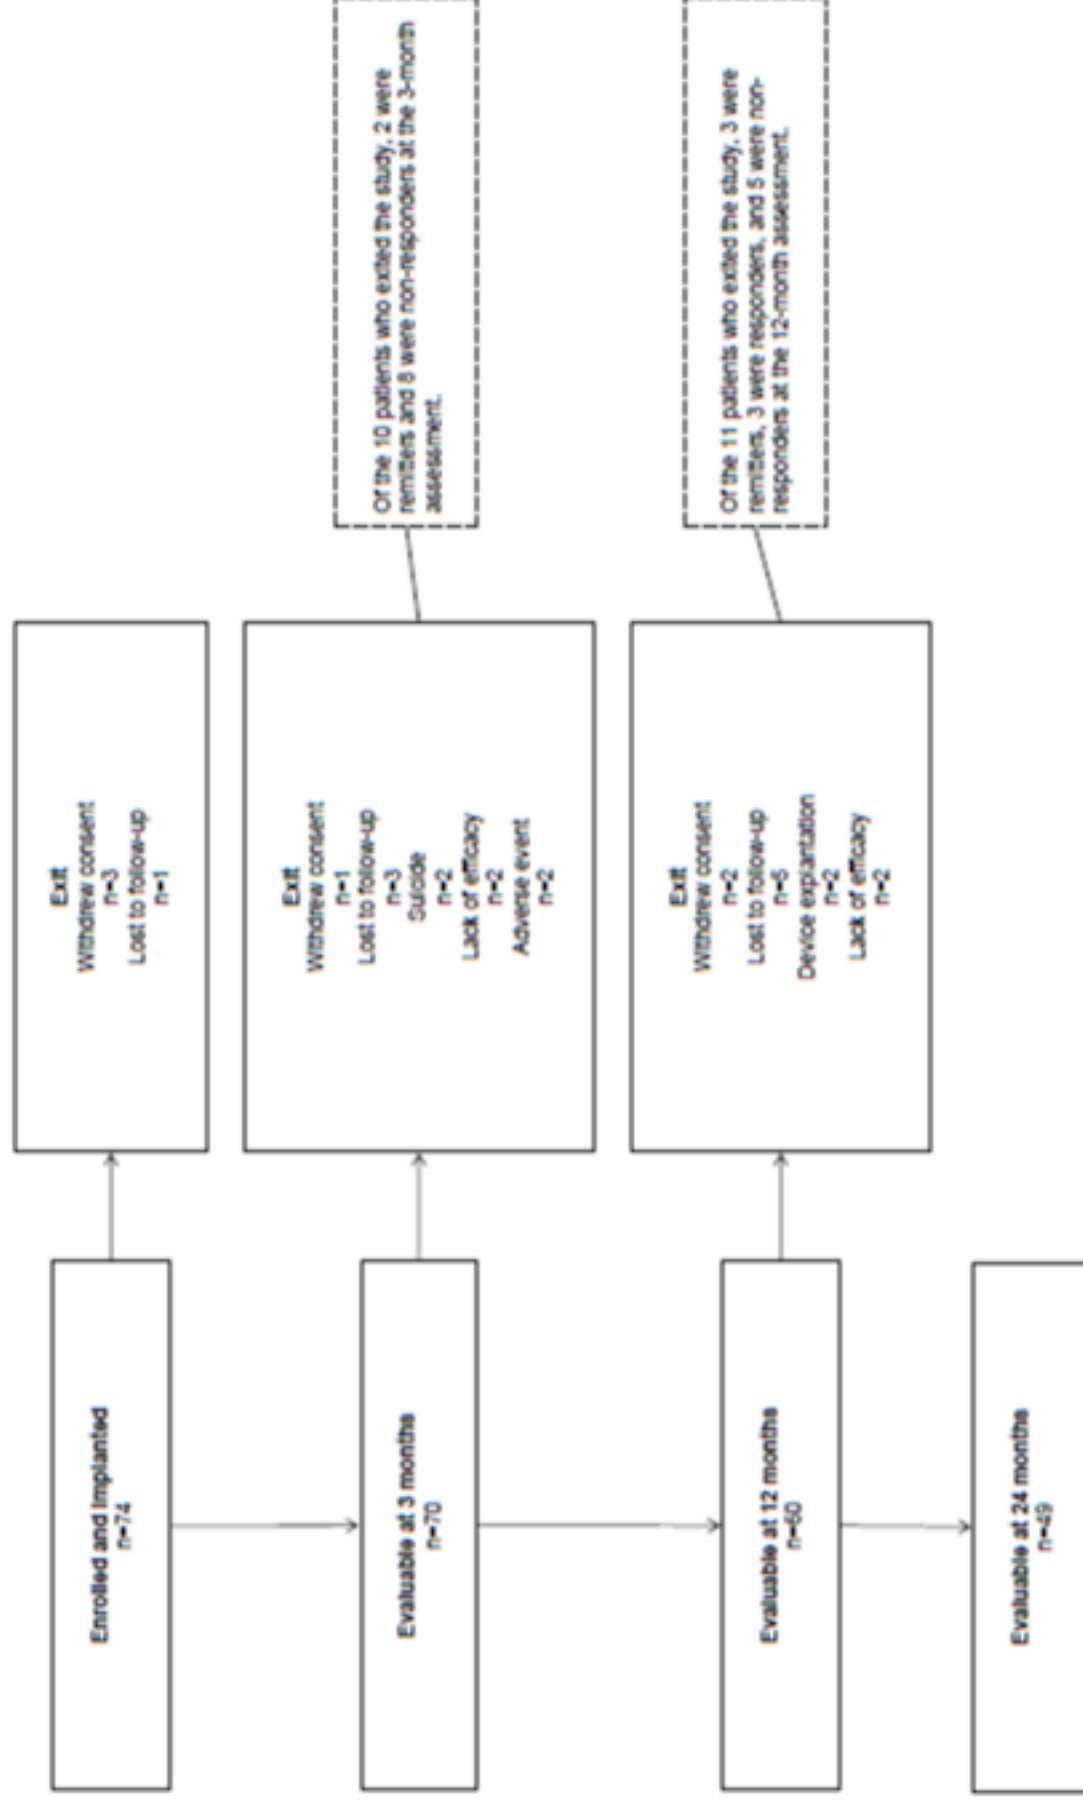 Enrolled and Implanted
n=74
Exit
Withdrew consent
n=3
Lost to follow-up
n=1
Evaluable at 3 months
n=70
Exit
Withdrew consent
n=1
Lost to follow-up
n=3
Suicide
n=2
Lack of efficacy
n=2
Adverse event
n=2
Of the 10 patients who exited the study, 2 were
remitters and 8 were non-responders at the 3-month
assessment.
Evaluable at 12 months
n=60
Exit
Withdrew consent
n=2
Lost to follow-up
n=5
Device explantation
n=2
Lack of efficacy
n=2
Of the 11 patients who exited the study, 3 were
remitters, 3 were responders, and 5 were non-
responders at the 12-month assessment.
Evaluable at 24 months
n=49